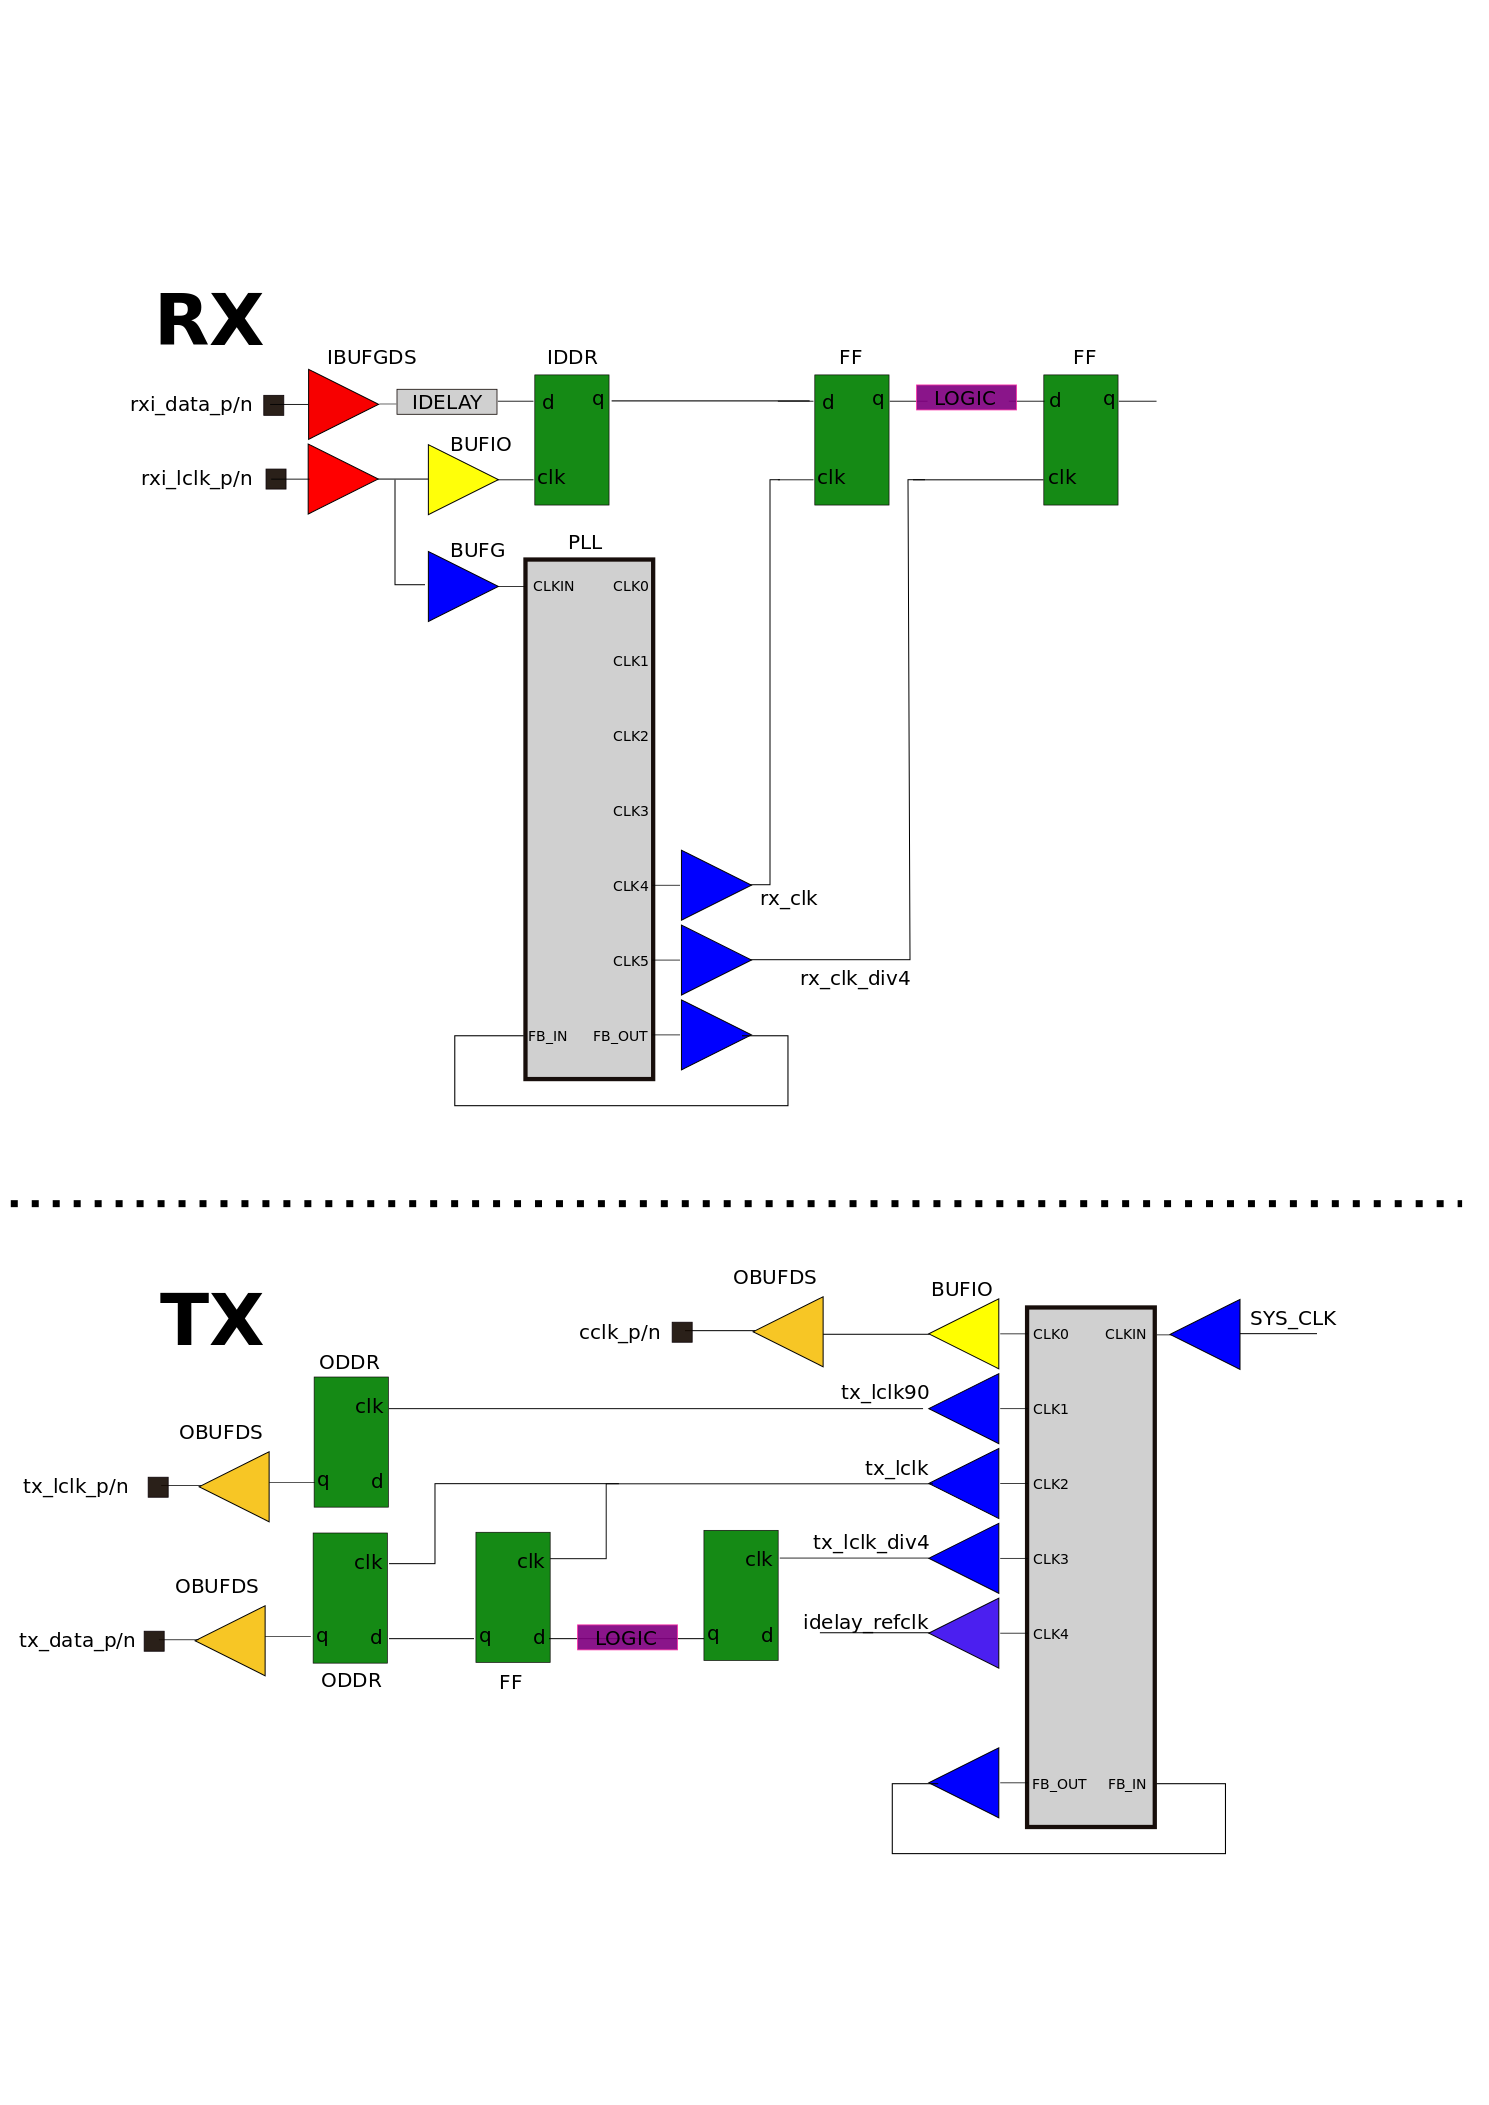 RX
IBUFGDS
IDDR
FF
FF
rxi_data_p/n
IDELAY
d
q
d
q
LOGIC
d
q
BUFIO
rxi_lclk_p/n
clk
clk
clk
BUFG
PLL
CLKIN
CLK0
CLK1
CLK2
CLK3
CLK4
rx_clk
CLK5
rx_clk_div4
FB_IN
FB_OUT
TX
OBUFDS
BUFIO
cclk_p/n
CLK0
CLKIN
SYS_CLK
ODDR
tx_lclk90
clk
CLK1
OBUFDS
tx_lclk
tx_lclk_p/n
q
d
CLK2
tx_lclk_div4
clk
clk
clk
CLK3
OBUFDS
idelay_refclk
tx_data_p/n
q
d
q
d
LOGIC
q
d
CLK4
ODDR
FF
FB_OUT
FB_IN